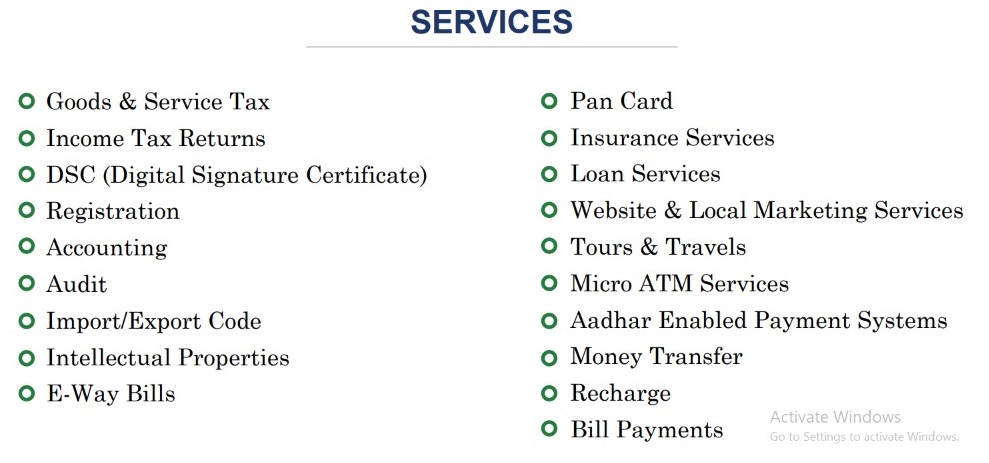 SERVICES
Goods & Service Tax
Income Tax Returns
DSC (Digital Signature Certificate)
Registration
Accounting
Audit
Import/Export Code
Intellectual Properties
E-Way Bills
Pan Card
Insurance Services
Loan Services
Website & Local Marketing Services
Tours & Travels
Micro ATM Services
Aadhar Enabled Payment Systems
Money Transfer
Recharge
Bill Payments
Activate Windows
Go to Settings to activate Windows.